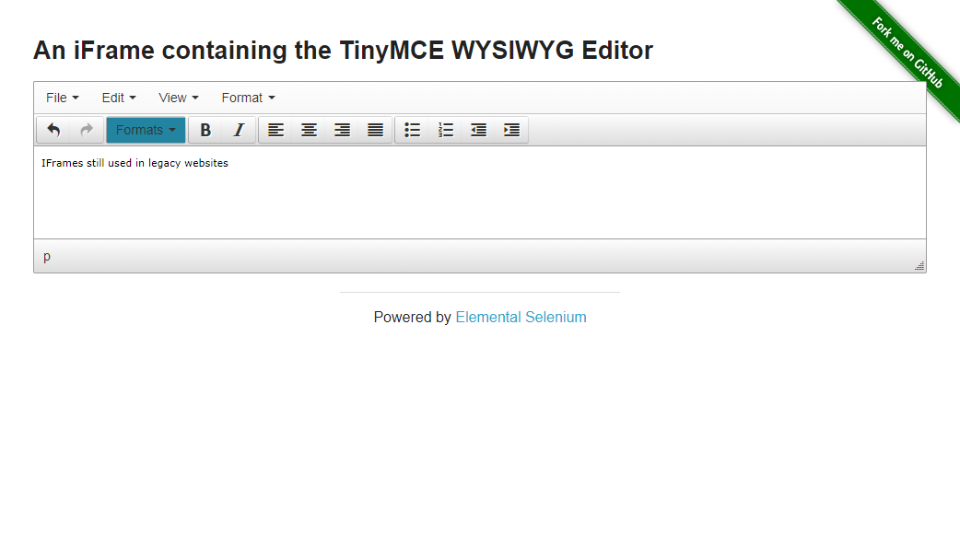 Fork me on GitHub
An iFrame containing the TinyMCE WYSIWYG Editor
File Edit View Format
Formats B I
IFrames still used in legacy websites
p
Powered by Elemental Selenium